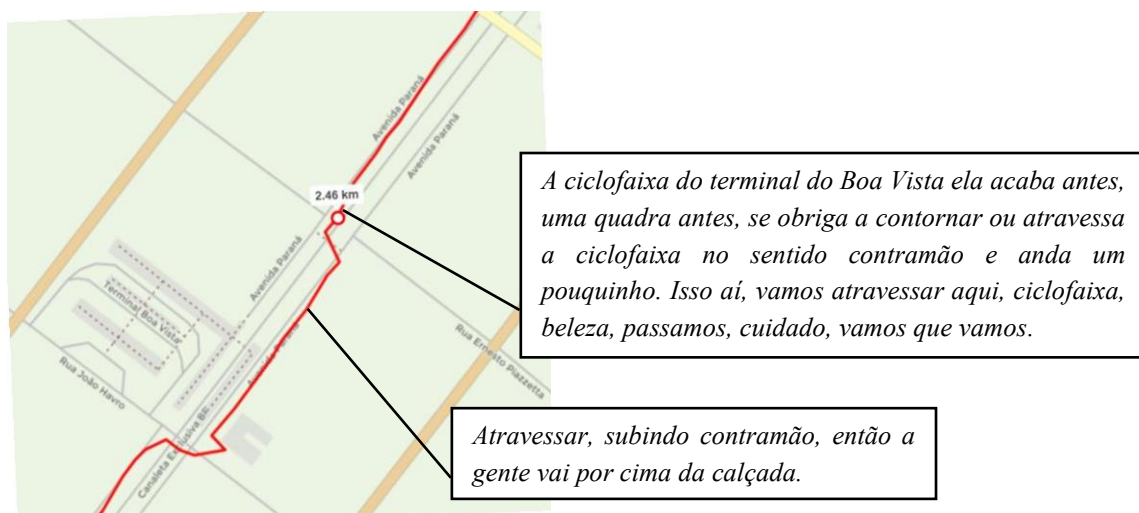 Avenida Paraná
Avenida Paraná
2.46 km
A ciclofaixa do terminal do Boa Vista ela acaba antes,
uma quadra antes, se obriga a contornar ou atravessa
a ciclofaixa no sentido contramão e anda um
pouquinho. Isso aí, vamos atravessar aqui, ciclofaixa,
beleza, passamos, cuidado, vamos que vamos.
Avenida Paraná
Terminal Boa Vista
Avenida Paraná
Rua Ernesto Piazzetta
Rua João Havro
Canaleta Exclusiva BR
Atravessar, subindo contramão, então a
gente vai por cima da calçada.